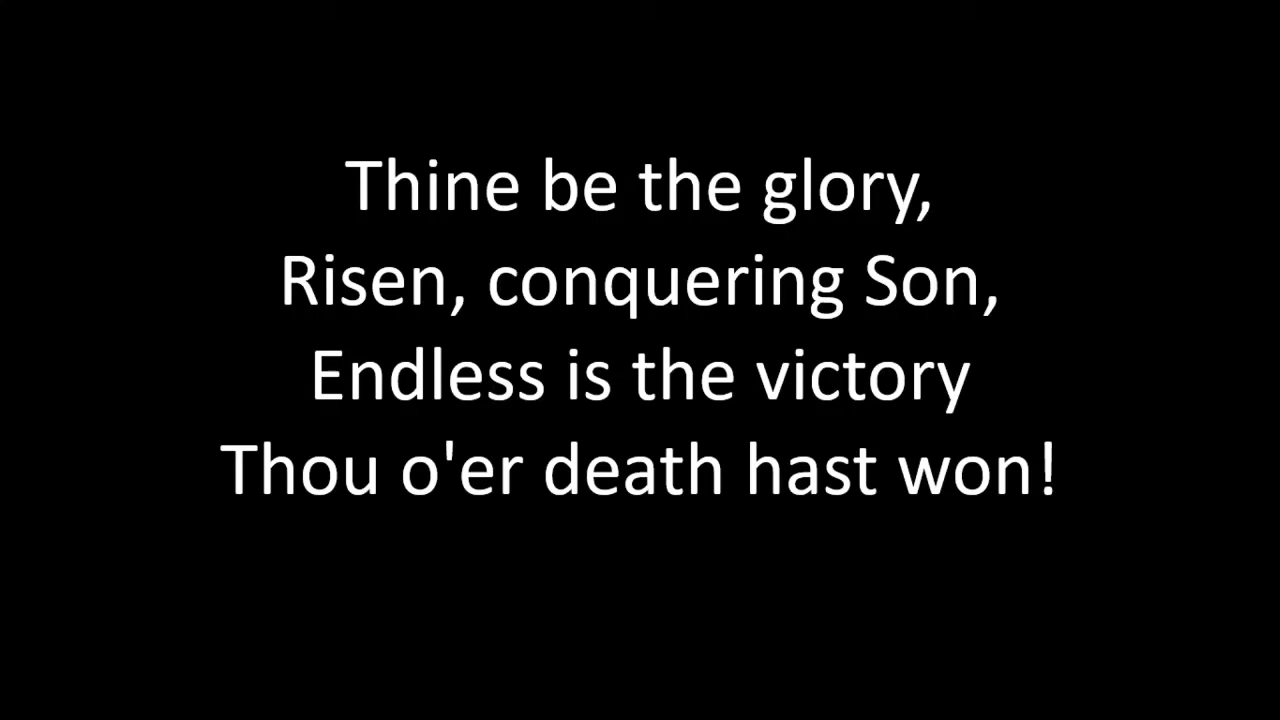 Thine be the glory,
Risen, conquering Son,
Endless is the victory
Thou o'er death hast won!